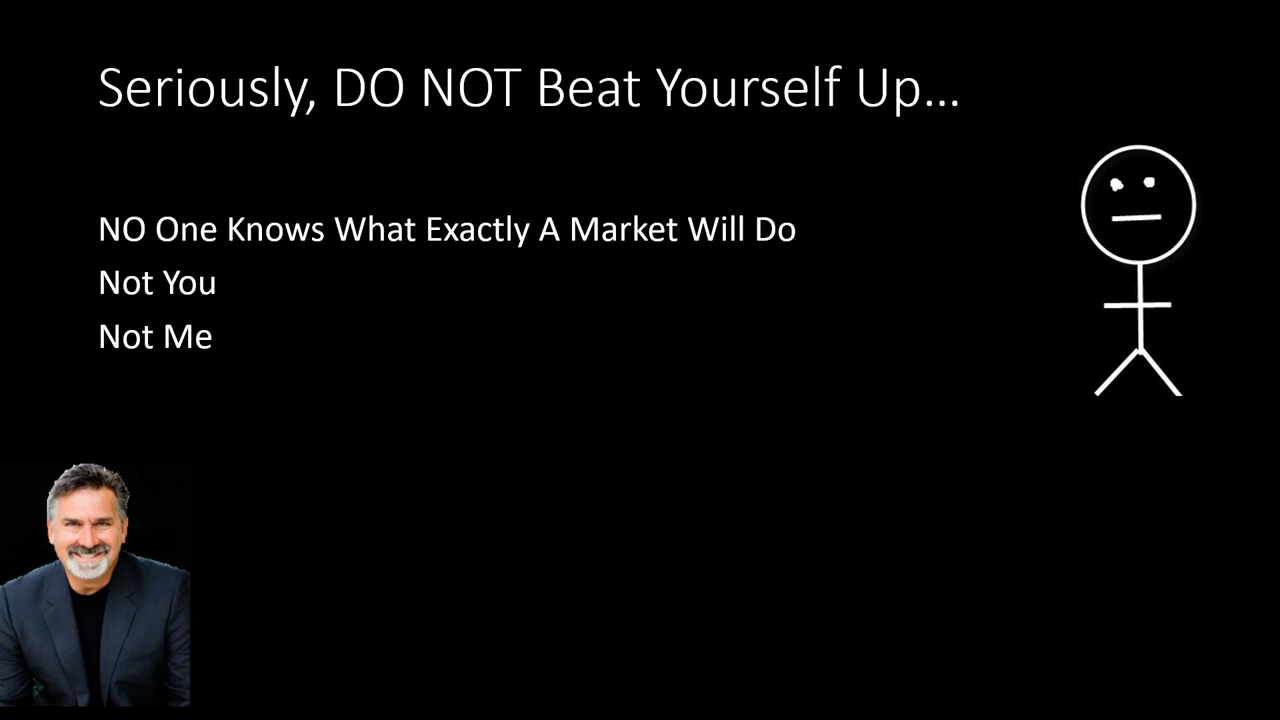 Seriously, DO NOT Beat Yourself Up...
NO One Knows What Exactly A Market Will Do
Not You
Not Me